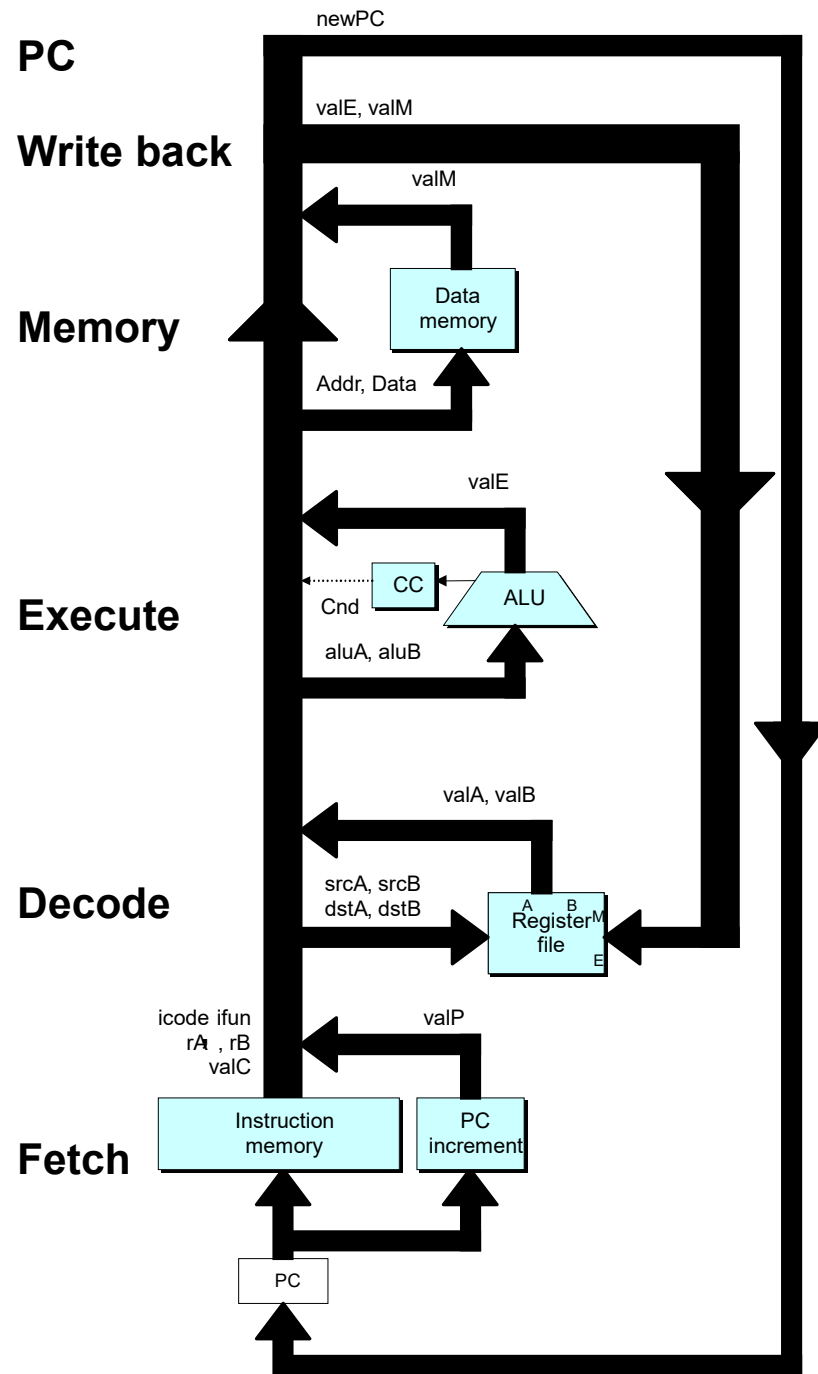 newPC
PC
valE, valM
Write back
valM
Data
memory
Memory
Addr, Data
valE
CC
ALU
Cnd
Execute
aluA, aluB
valA, valB
srcA, srcB
dstA, dstB
Decode
A B
Register M
file
E
icode ifun
rA , rB
valC
valP
Instruction
memory
PC
increment
Fetch
PC